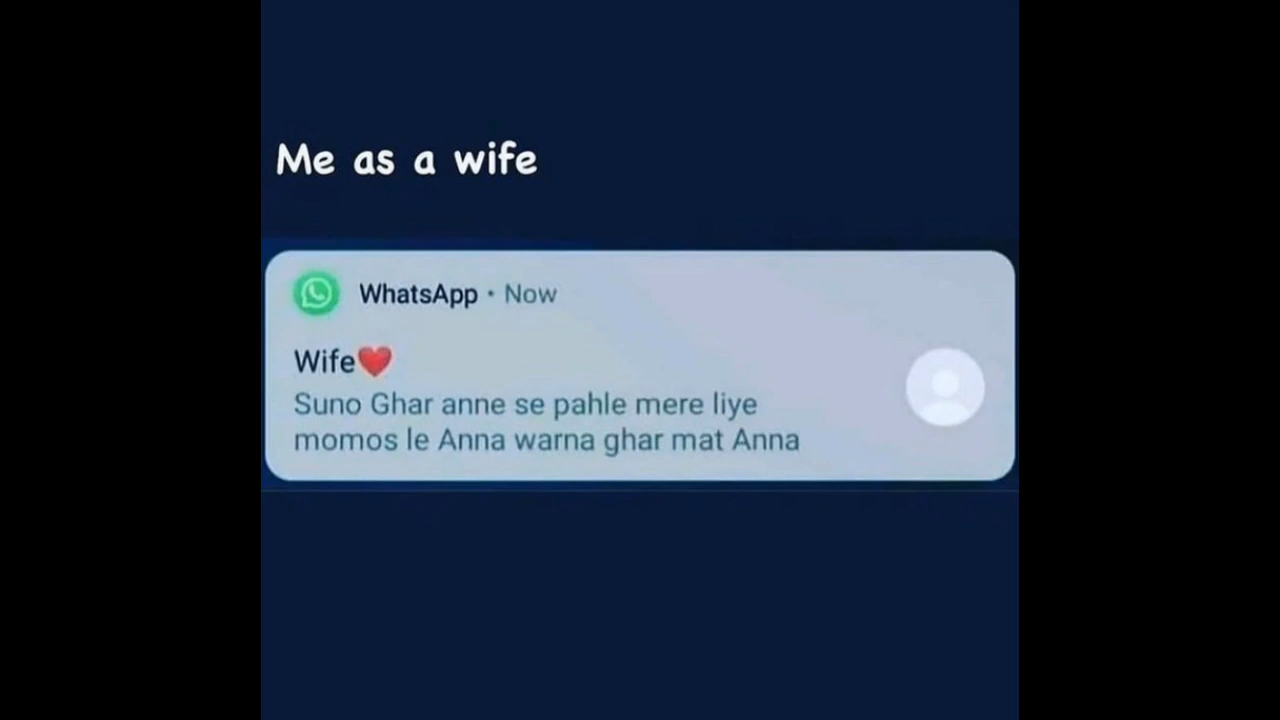 Me as a wife
WhatsApp • Now
Wife❤️
Suno Ghar anne se pahle mere liye
momos le Anna warna ghar mat Anna